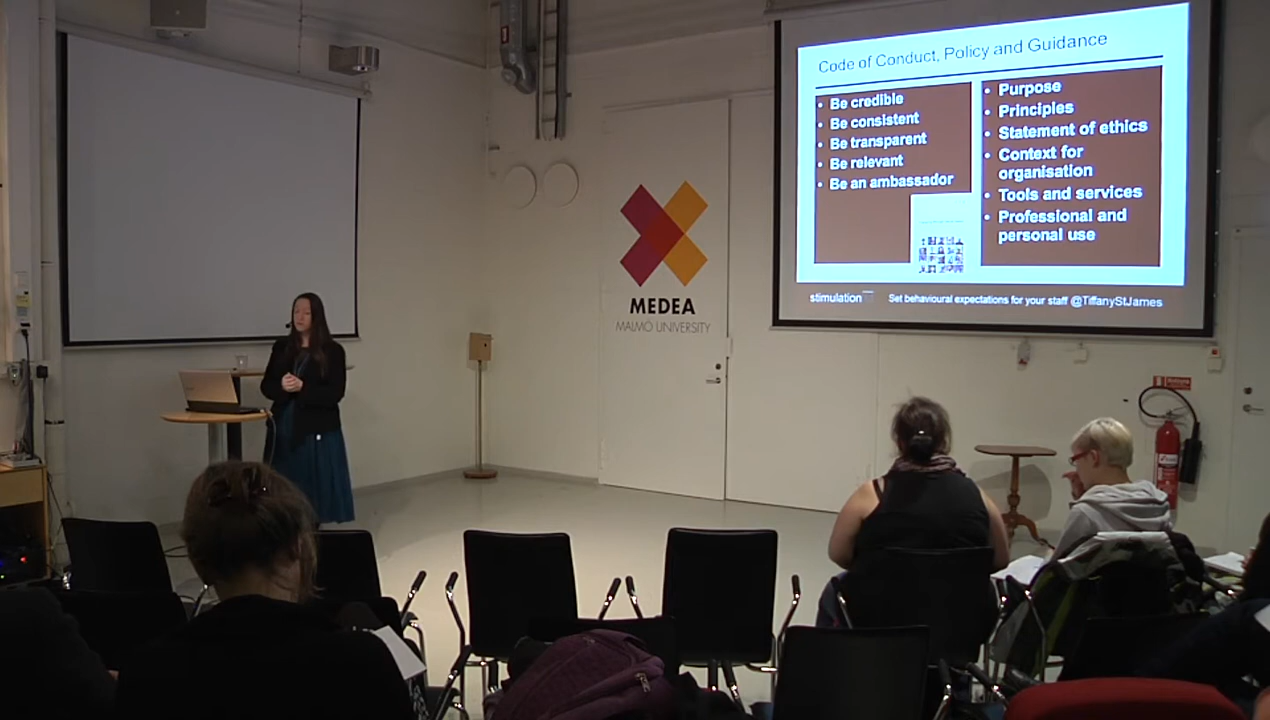 Code of Conduct, Policy and Guidance
• Be credible
• Be consistent
• Be transparent
• Be relevant
• Be an ambassador
• Purpose
• Principles
• Statement of ethics
• Context for
organisation
• Tools and services
• Professional and
personal use
stimulation
Set behavioural expectations for your staff @TiffanyStJames
MEDEA
MALMÖ UNIVERSITY